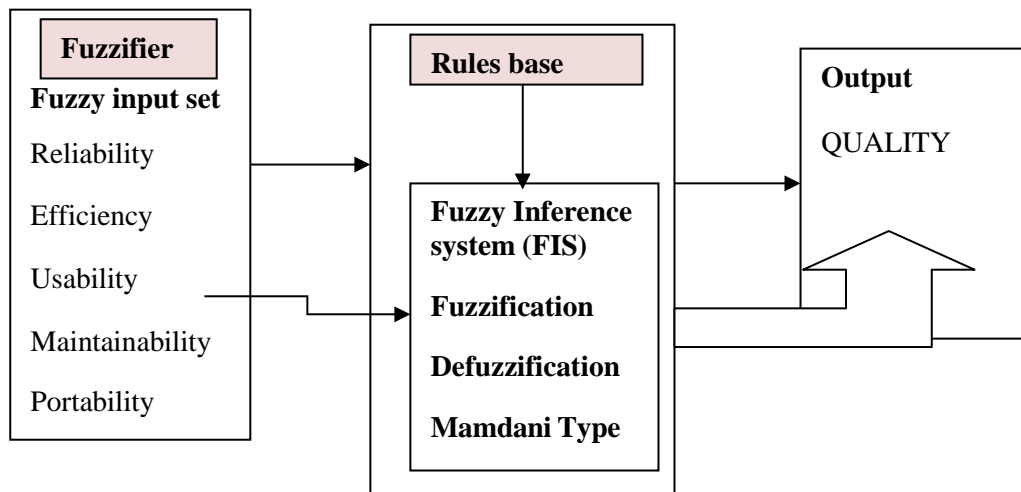 Fuzzifier
Fuzzy input set
Reliability
Efficiency
Usability
Maintainability
Portability
Rules base
Fuzzy Inference
system (FIS)
Fuzzification
Defuzzification
Mamdani Type
Output
QUALITY